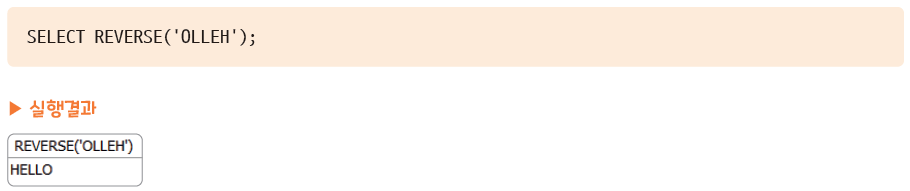 SELECT REVERSE('OLLEH');
▶ 실행결과
REVERSE('OLLEH')
HELLO